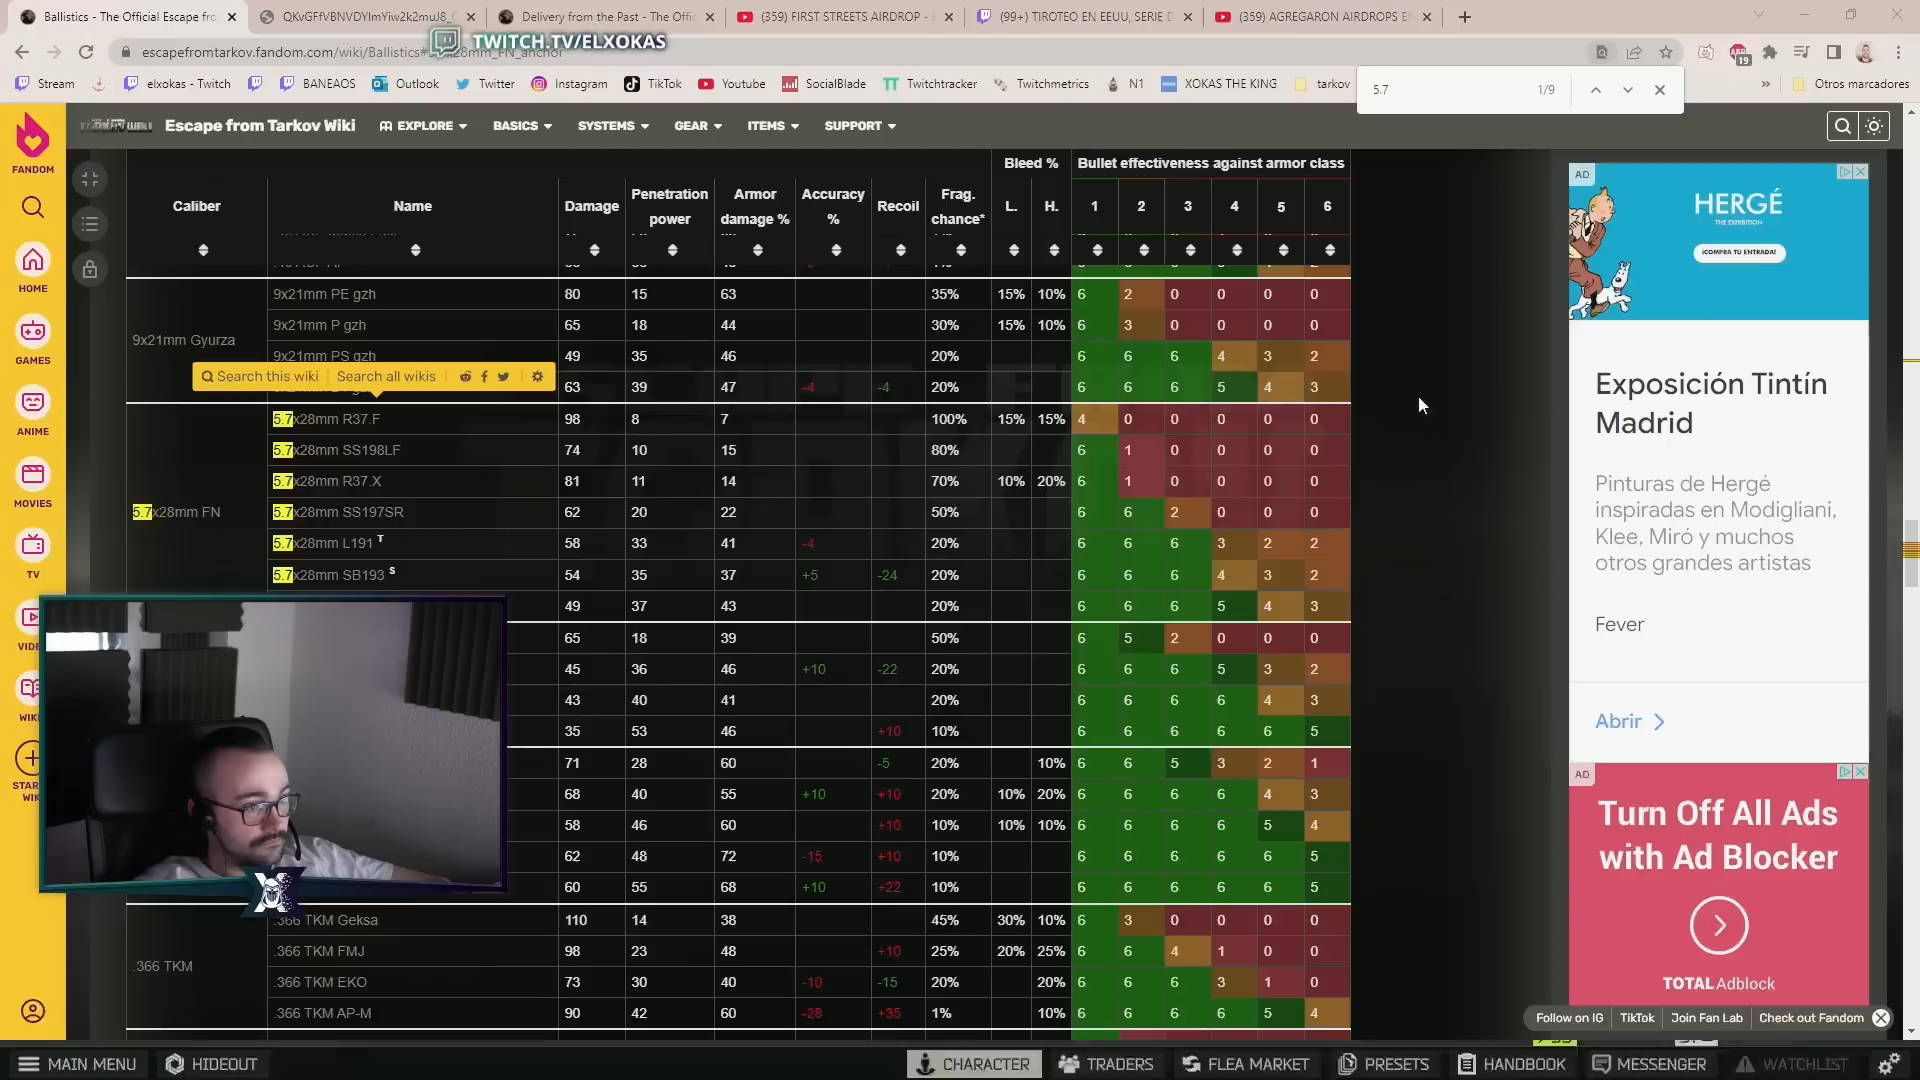 Ballistics - The Official Escape fro
QKvGFfVBNVDYImYiw2k2muJ8_
Delivery from the Past - The Offic
(359) FIRST STREETS AIRDROP -
(99+) TIROTEO EN EEUU, SERIE D
(359) AGREGARON AIRDROPS E
escapefromtarkov.fandom.com/wiki/Ballistics#
TWITCH.TV/ELXOKAS
19
Stream
elxokas - Twitch
BANEAOS
Outlook
Twitter
Instagram
TikTok
Youtube
SocialBlade
Twitchtracker
Twitchmetrics
N1
XOKAS THE KING
tarkov
Otros marcadores
5.7
1/9
Escape from Tarkov Wiki
EXPLORE
BASICS
SYSTEMS
GEAR
ITEMS
SUPPORT
FANDOM
HOME
GAMES
ANIME
MOVIES
TV
Bleed %
Bullet effectiveness against armor class
Caliber
Name
Damage
Penetration power
Armor damage %
Accuracy %
Recoil
Frag. chance*
L.
H.
1 2 3 4 5 6
9x21mm Gyurza
9x21mm PE gzh 80 15 63 35% 15% 10% 6 2 0 0 0 0
9x21mm P gzh 65 18 44 30% 15% 10% 6 3 0 0 0 0
9x21mm PS gzh 49 35 46 20% 6 6 6 4 3 2
Search this wiki
Search all wikis
63 39 47 -4 -4 20% 6 6 6 5 4 3
5.7x28mm FN
5.7x28mm R37.F 98 8 7 100% 15% 15% 4 0 0 0 0 0
5.7x28mm SS198LF 74 10 15 80% 6 1 0 0 0 0
5.7x28mm R37.X 81 11 14 70% 10% 20% 6 1 0 0 0 0
5.7x28mm SS197SR 62 20 22 50% 6 6 2 0 0 0
5.7x28mm L191 T 58 33 41 -4 20% 6 6 6 3 2 2
5.7x28mm SB193 S 54 35 37 +5 -24 20% 6 6 6 4 3 2
49 37 43 20% 6 6 6 5 4 3
65 18 39 50% 6 5 2 0 0 0
45 36 46 +10 -22 20% 6 6 6 5 3 2
43 40 41 20% 6 6 6 6 4 3
35 53 46 +10 10% 6 6 6 6 6 5
71 28 60 -5 20% 10% 6 6 5 3 2 1
68 40 55 +10 +10 20% 10% 20% 6 6 6 6 4 3
58 46 60 +10 10% 10% 10% 6 6 6 6 5 4
62 48 72 -15 +10 10% 6 6 6 6 6 5
60 55 68 +10 +22 10% 6 6 6 6 6 5
.366 TKM
.366 TKM Geksa 110 14 38 45% 30% 10% 6 3 0 0 0 0
.366 TKM FMJ 98 23 48 +10 25% 20% 25% 6 6 4 1 0 0
.366 TKM EKO 73 30 40 -10 -15 20% 20% 6 6 6 3 1 0
.366 TKM AP-M 90 42 60 -28 +35 1% 10% 6 6 6 6 5 4
AD
HERGÉ
THE EXHIBITION
¡COMPRA TU ENTRADA!
Exposición Tintín
Madrid
Pinturas de Hergé
inspiradas en Modigliani,
Klee, Miró y muchos
otros grandes artistas
Fever
Abrir
AD
Turn Off All Ads
with Ad Blocker
TOTAL Adblock
Follow on IG
TikTok
Join Fan Lab
Check out Fandom
MAIN MENU
HIDEOUT
CHARACTER
TRADERS
FLEA MARKET
PRESETS
HANDBOOK
MESSENGER
WATCHLIST